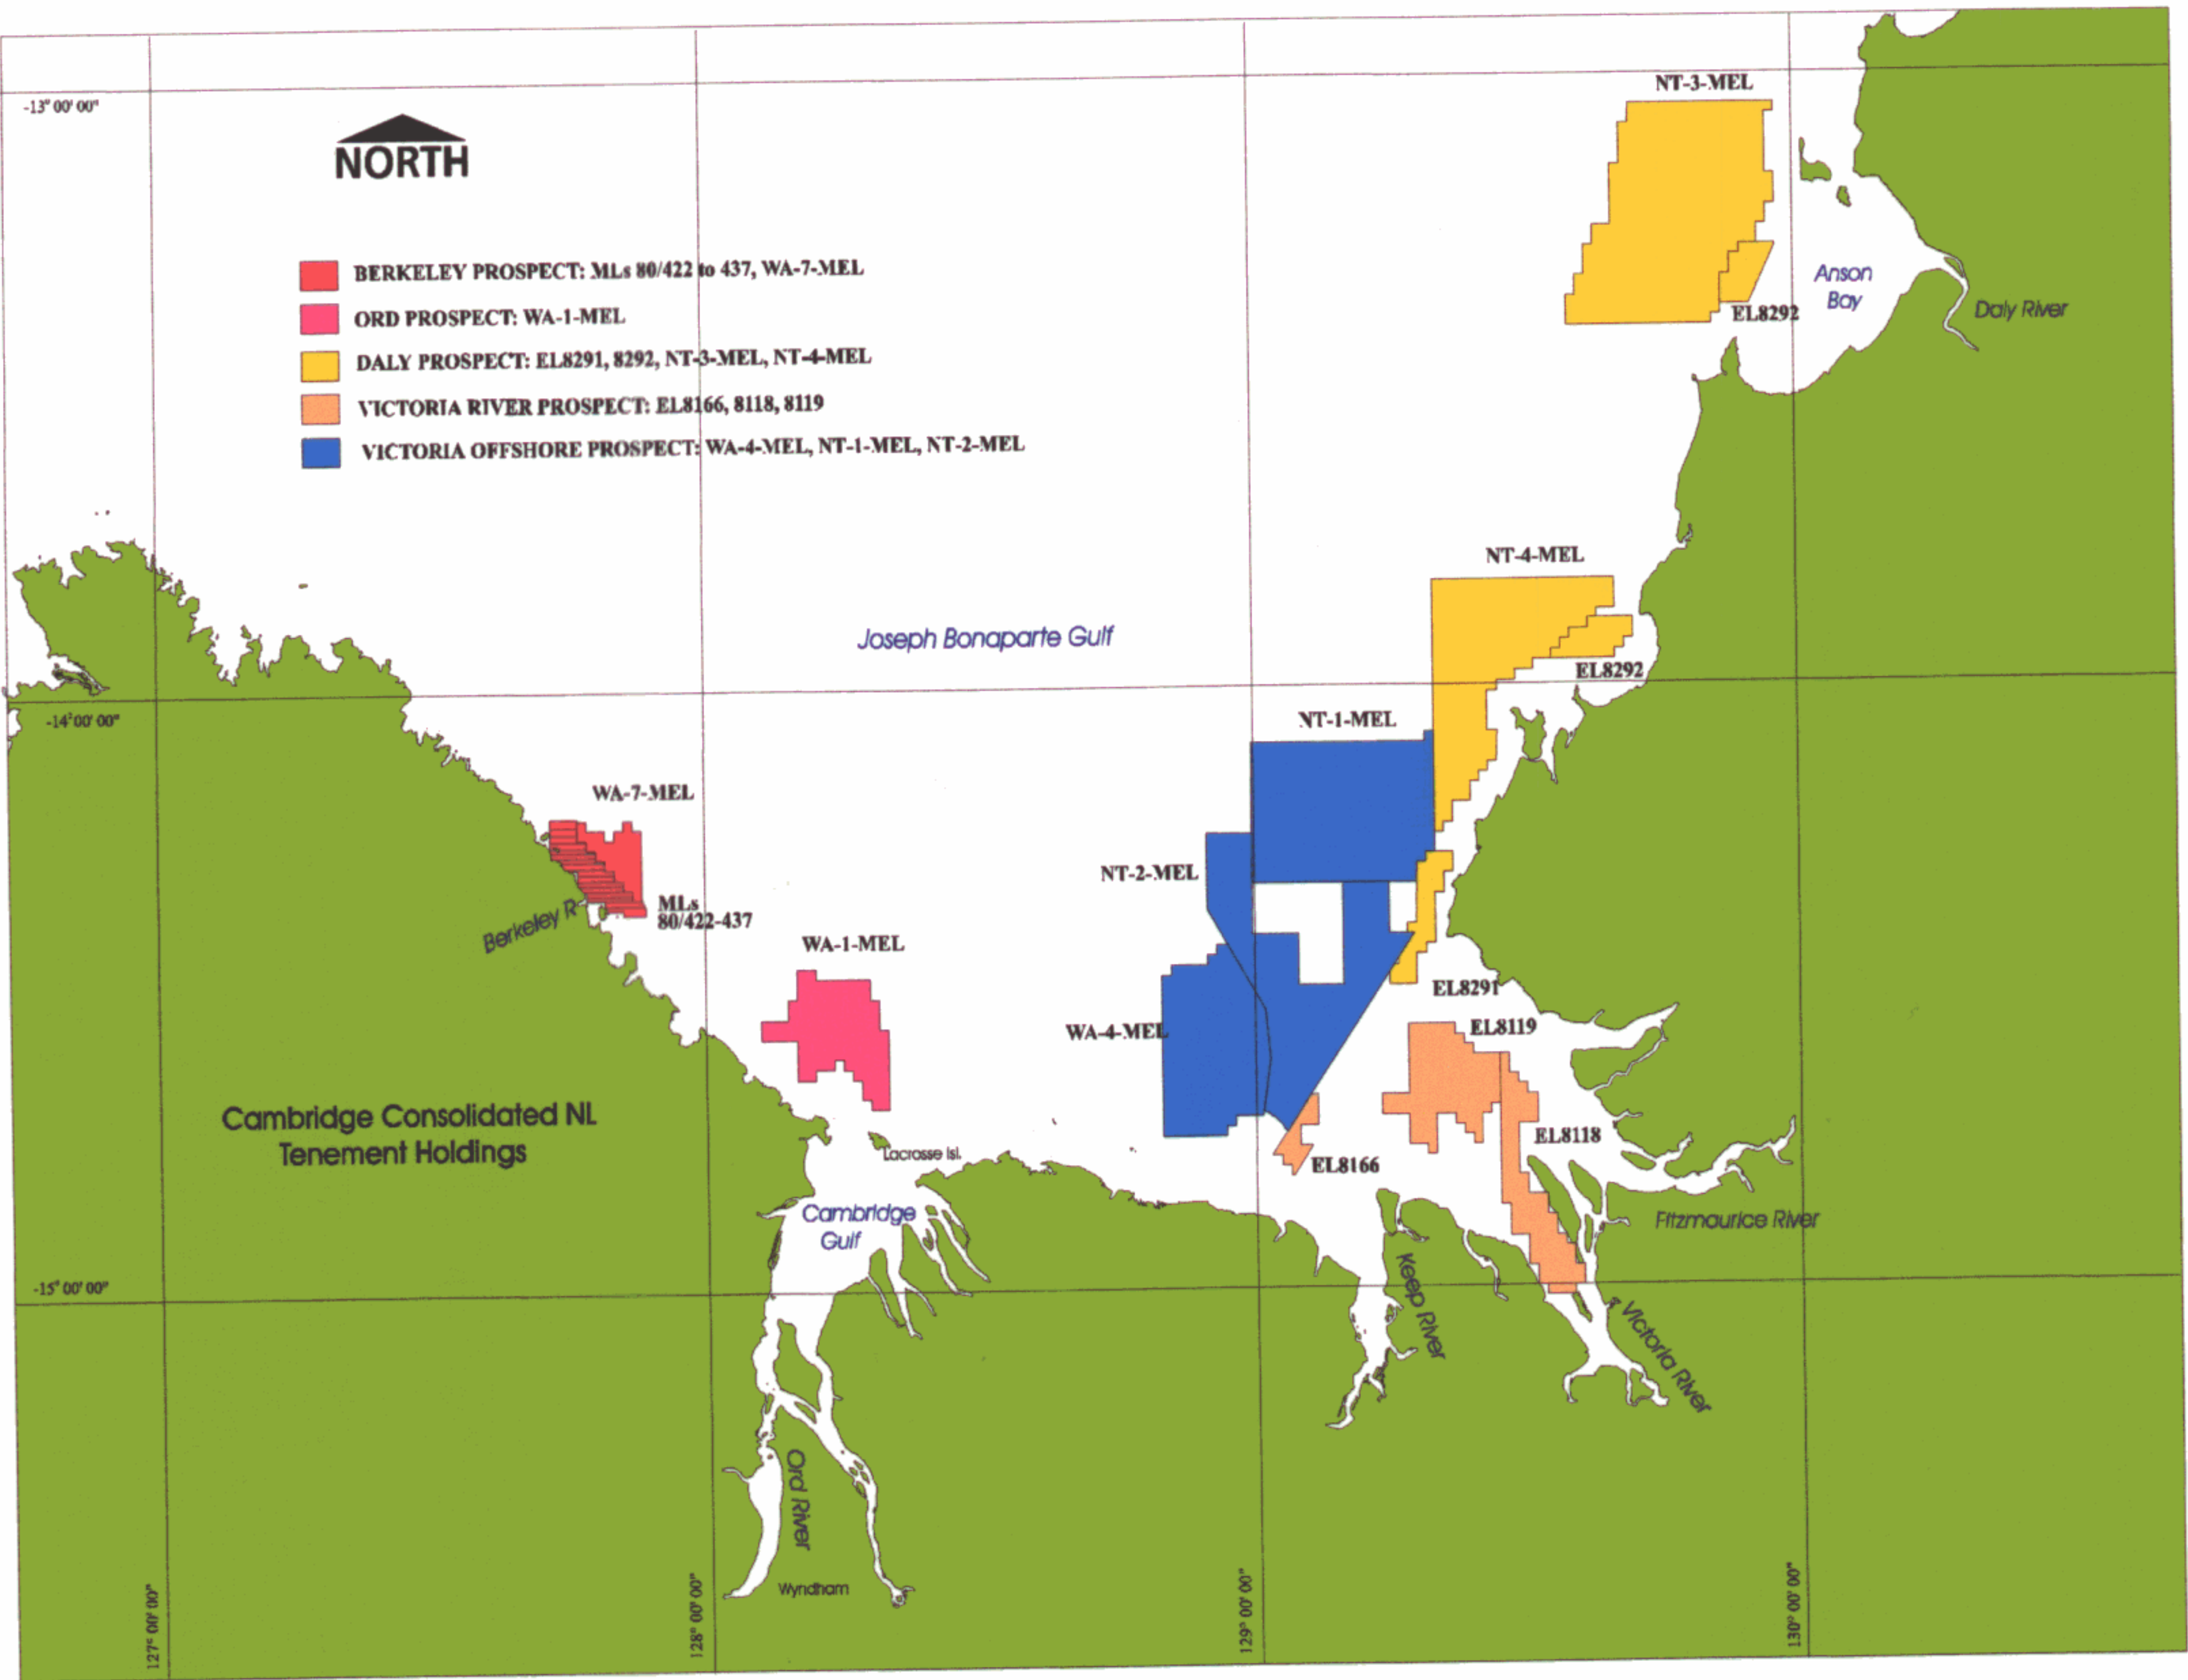 NT-3-MEL
-13° 00' 00"
NORTH
BERKELEY PROSPECT: MLs 80/422 to 437, WA-7-MEL
ORD PROSPECT: WA-1-MEL
DALY PROSPECT: EL8291, 8292, NT-3-MEL, NT-4-MEL
VICTORIA RIVER PROSPECT: EL8166, 8118, 8119
VICTORIA OFFSHORE PROSPECT: WA-4-MEL, NT-1-MEL, NT-2-MEL
Anson
Bay
EL8292
Daly River
NT-4-MEL
Joseph Bonaparte Gulf
EL8292
-14° 00' 00"
NT-1-MEL
WA-7-MEL
NT-2-MEL
MLs
80/422-437
Berkeley R
WA-1-MEL
EL8291
WA-4-MEL
EL8119
Cambridge Consolidated NL
Tenement Holdings
EL8118
Lacrosse Isl.
EL8166
Cambridge
Gulf
Fitzmaurice River
Keep River
-15° 00' 00"
Victoria River
Ord River
Wyndham
127° 00' 00"
128° 00' 00"
129° 00' 00"
130° 00' 00"